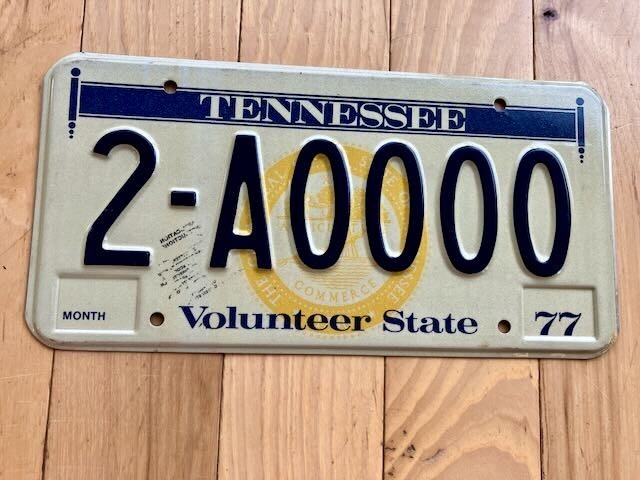 TENNESSEE
2-A0000
COMMERCE
Volunteer State
MONTH
77